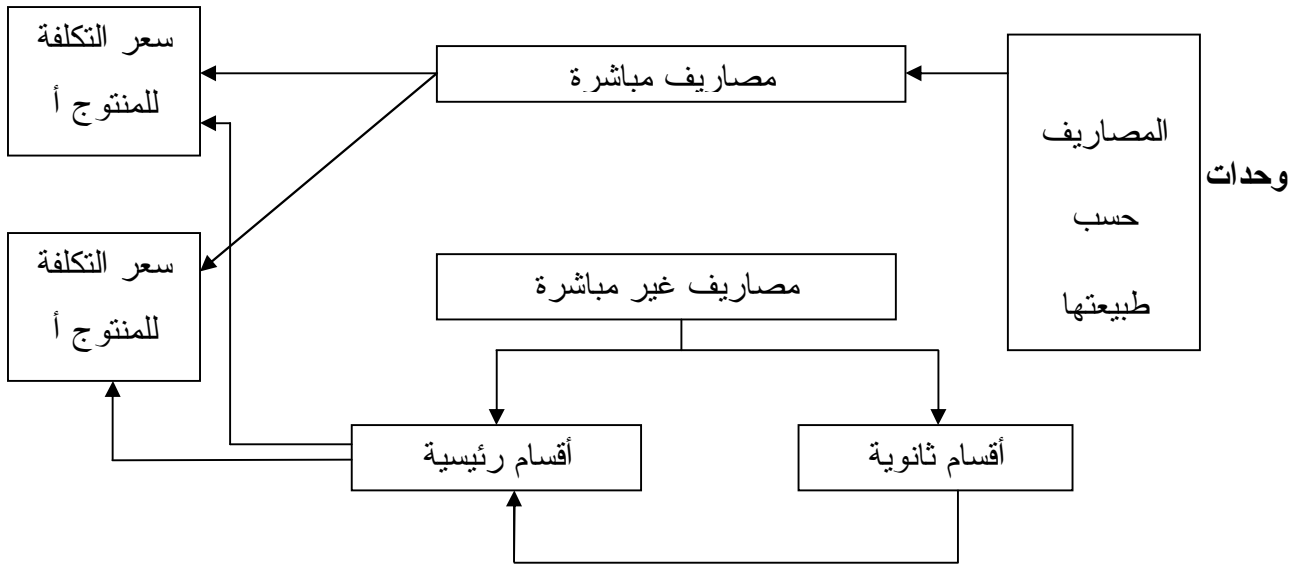 وحدات
المصاريف
حسب
طبيعتها
مصاريف مباشرة
سعر التكلفة
للمنتوج أ
مصاريف غير مباشرة
سعر التكلفة
للمنتوج أ
أقسام ثانوية
أقسام رئيسية